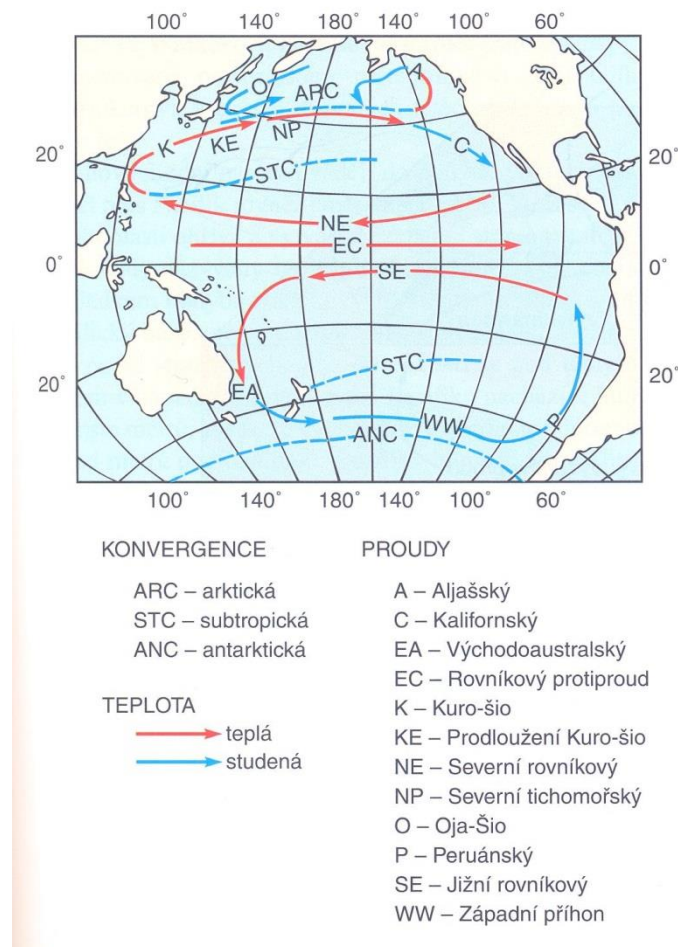 100° 140° 180° 140° 100° 60°
A
O
ARC
NP
KE
K
C
20°
20°
STC
NE
EC
0°
0°
SE
20°
20°
STC
EA
WW
P
ANC
100° 140° 180° 140° 100° 60°
KONVERGENCE
ARC – arktická
STC – subtropická
ANC – antarktická
TEPLOTA
teplá
studená
PROUDY
A – Aljašský
C – Kalifornský
EA – Východoaustralský
EC – Rovníkový protiproud
K – Kuro-šio
KE – Prodloužení Kuro-šio
NE – Severní rovníkový
NP – Severní tichomořský
O – Oja-Šio
P – Peruánský
SE – Jižní rovníkový
WW – Západní příhon